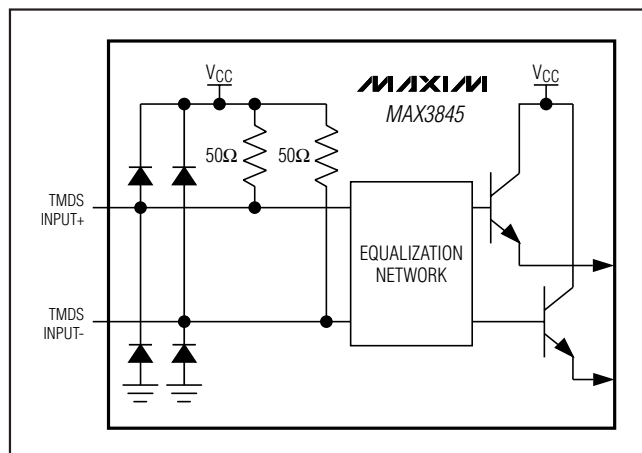 VCC
MAXIM
MAX3845
VCC
50Ω
50Ω
TMDS
INPUT+
EQUALIZATION
NETWORK
TMDS
INPUT-